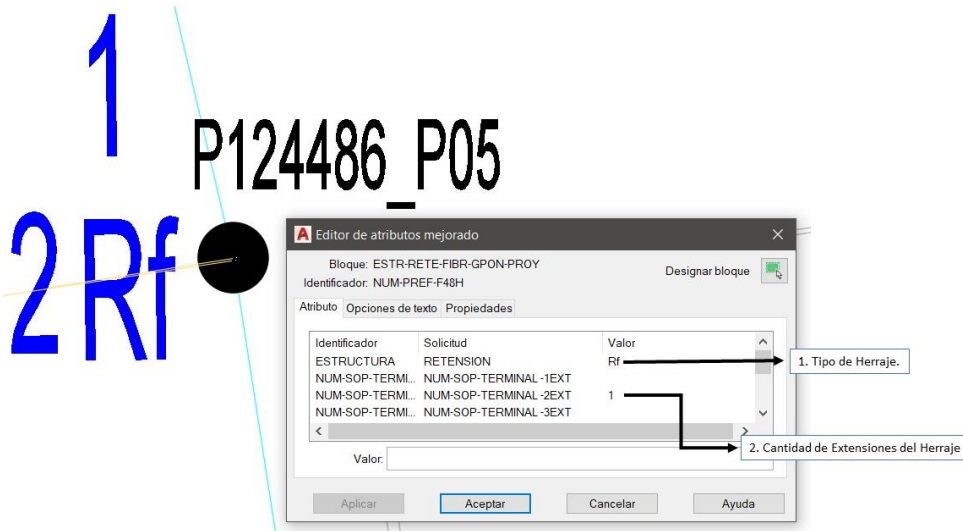 1
P124486_P05
2 Rf
A Editor de atributos mejorado
Bloque: ESTR-RETE-FIBR-GPON-PROY
Designar bloque
Identificador: NUM-PREF-F48H
Atributo Opciones de texto Propiedades
Identificador Solicitud Valor
ESTRUCTURA RETENSION Rf
NUM-SOP-TERMI... NUM-SOP-TERMINAL-1EXT
NUM-SOP-TERMI... NUM-SOP-TERMINAL-2EXT 1
NUM-SOP-TERMI... NUM-SOP-TERMINAL-3EXT
1. Tipo de Herraje.
2. Cantidad de Extensiones del Herraje
Valor:
Aplicar Aceptar Cancelar Ayuda